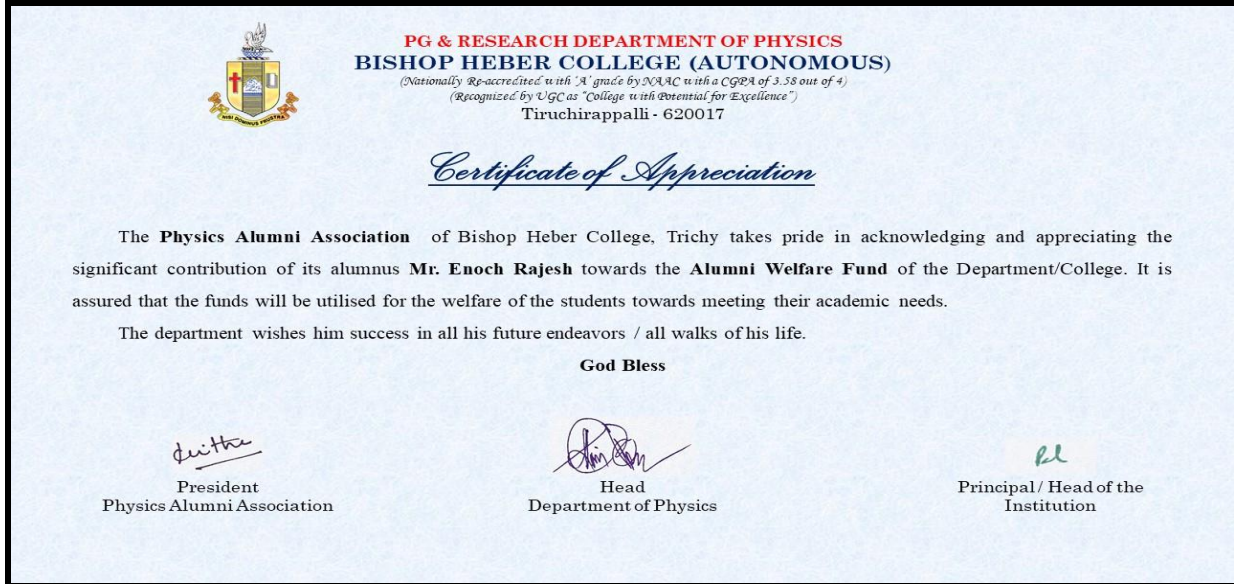 PG & RESEARCH DEPARTMENT OF PHYSICS
BISHOP HEBER COLLEGE (AUTONOMOUS)
(Nationally Re-accredited with 'A' grade by NAAC with a CGPA of 3.58 out of 4)
(Recognized by UGC as "College with Potential for Excellence")
Tiruchirappalli - 620017
NISI DOMINUS FRUSTRA
Certificate of Appreciation
The Physics Alumni Association of Bishop Heber College, Trichy takes pride in acknowledging and appreciating the
significant contribution of its alumnus Mr. Enoch Rajesh towards the Alumni Welfare Fund of the Department/College. It is
assured that the funds will be utilised for the welfare of the students towards meeting their academic needs.
The department wishes him success in all his future endeavors / all walks of his life.
God Bless
President
Physics Alumni Association
Head
Department of Physics
Principal / Head of the
Institution